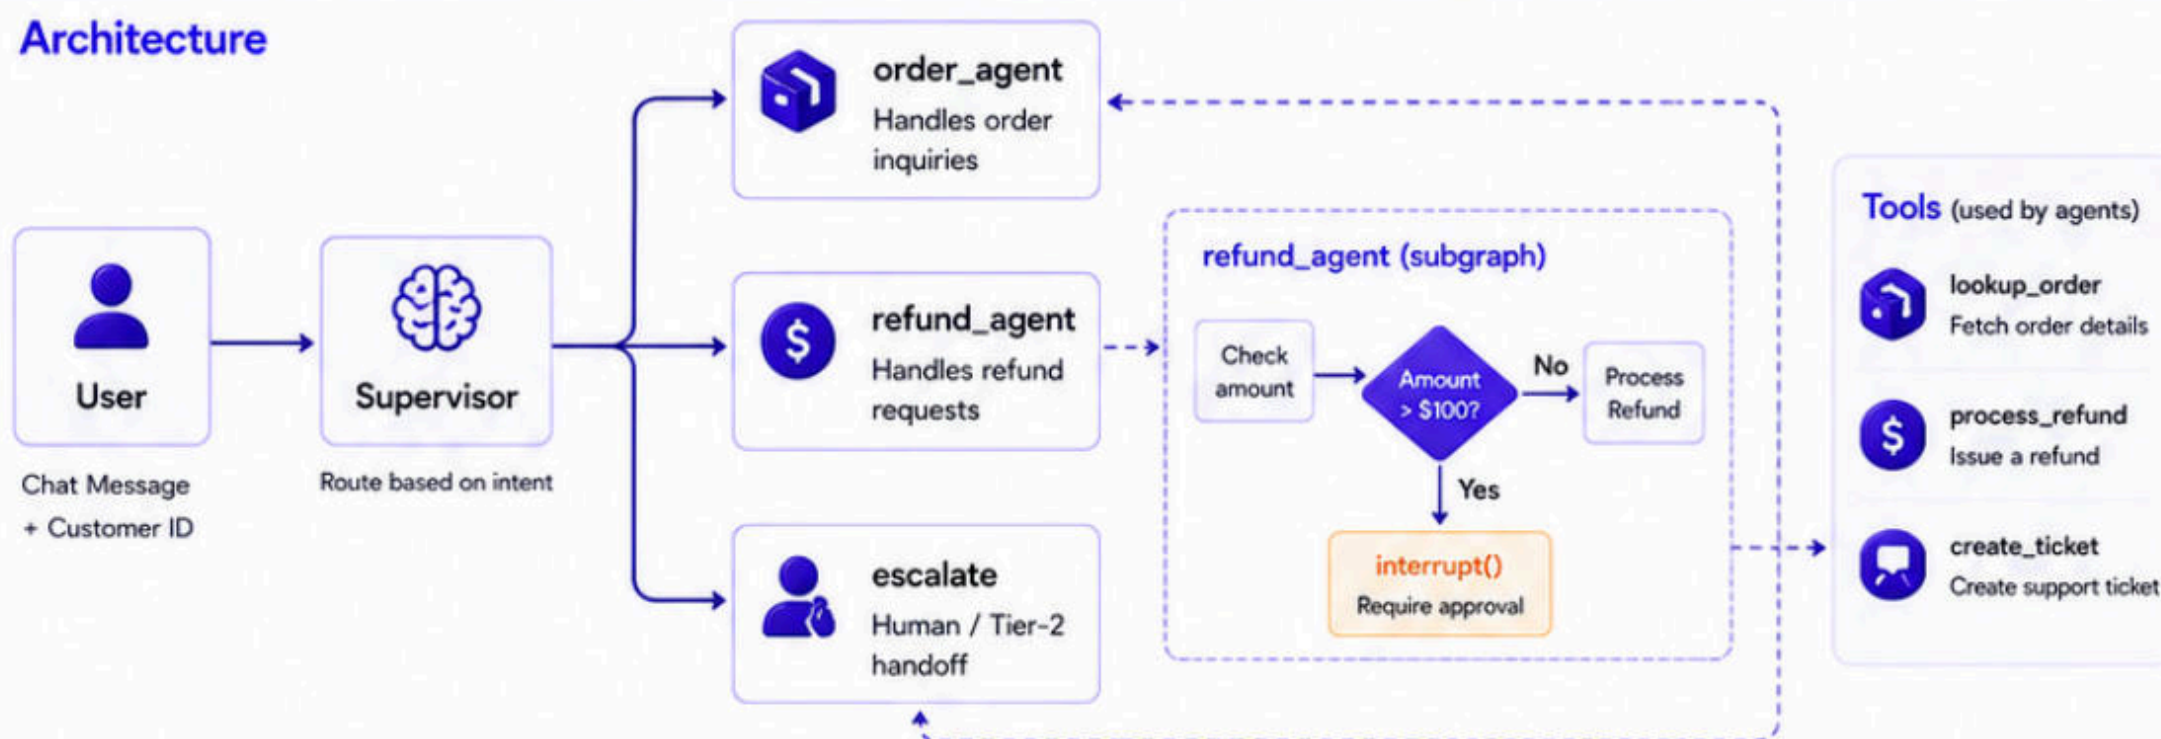 Architecture
User
Chat Message
+ Customer ID
Supervisor
Route based on intent
order_agent
Handles order
inquiries
refund_agent
Handles refund
requests
escalate
Human / Tier-2
handoff
refund_agent (subgraph)
Check
amount
Amount
> $100?
No
Process
Refund
Yes
interrupt()
Require approval
Tools (used by agents)
lookup_order
Fetch order details
$
process_refund
Issue a refund
create_ticket
Create support ticket
$